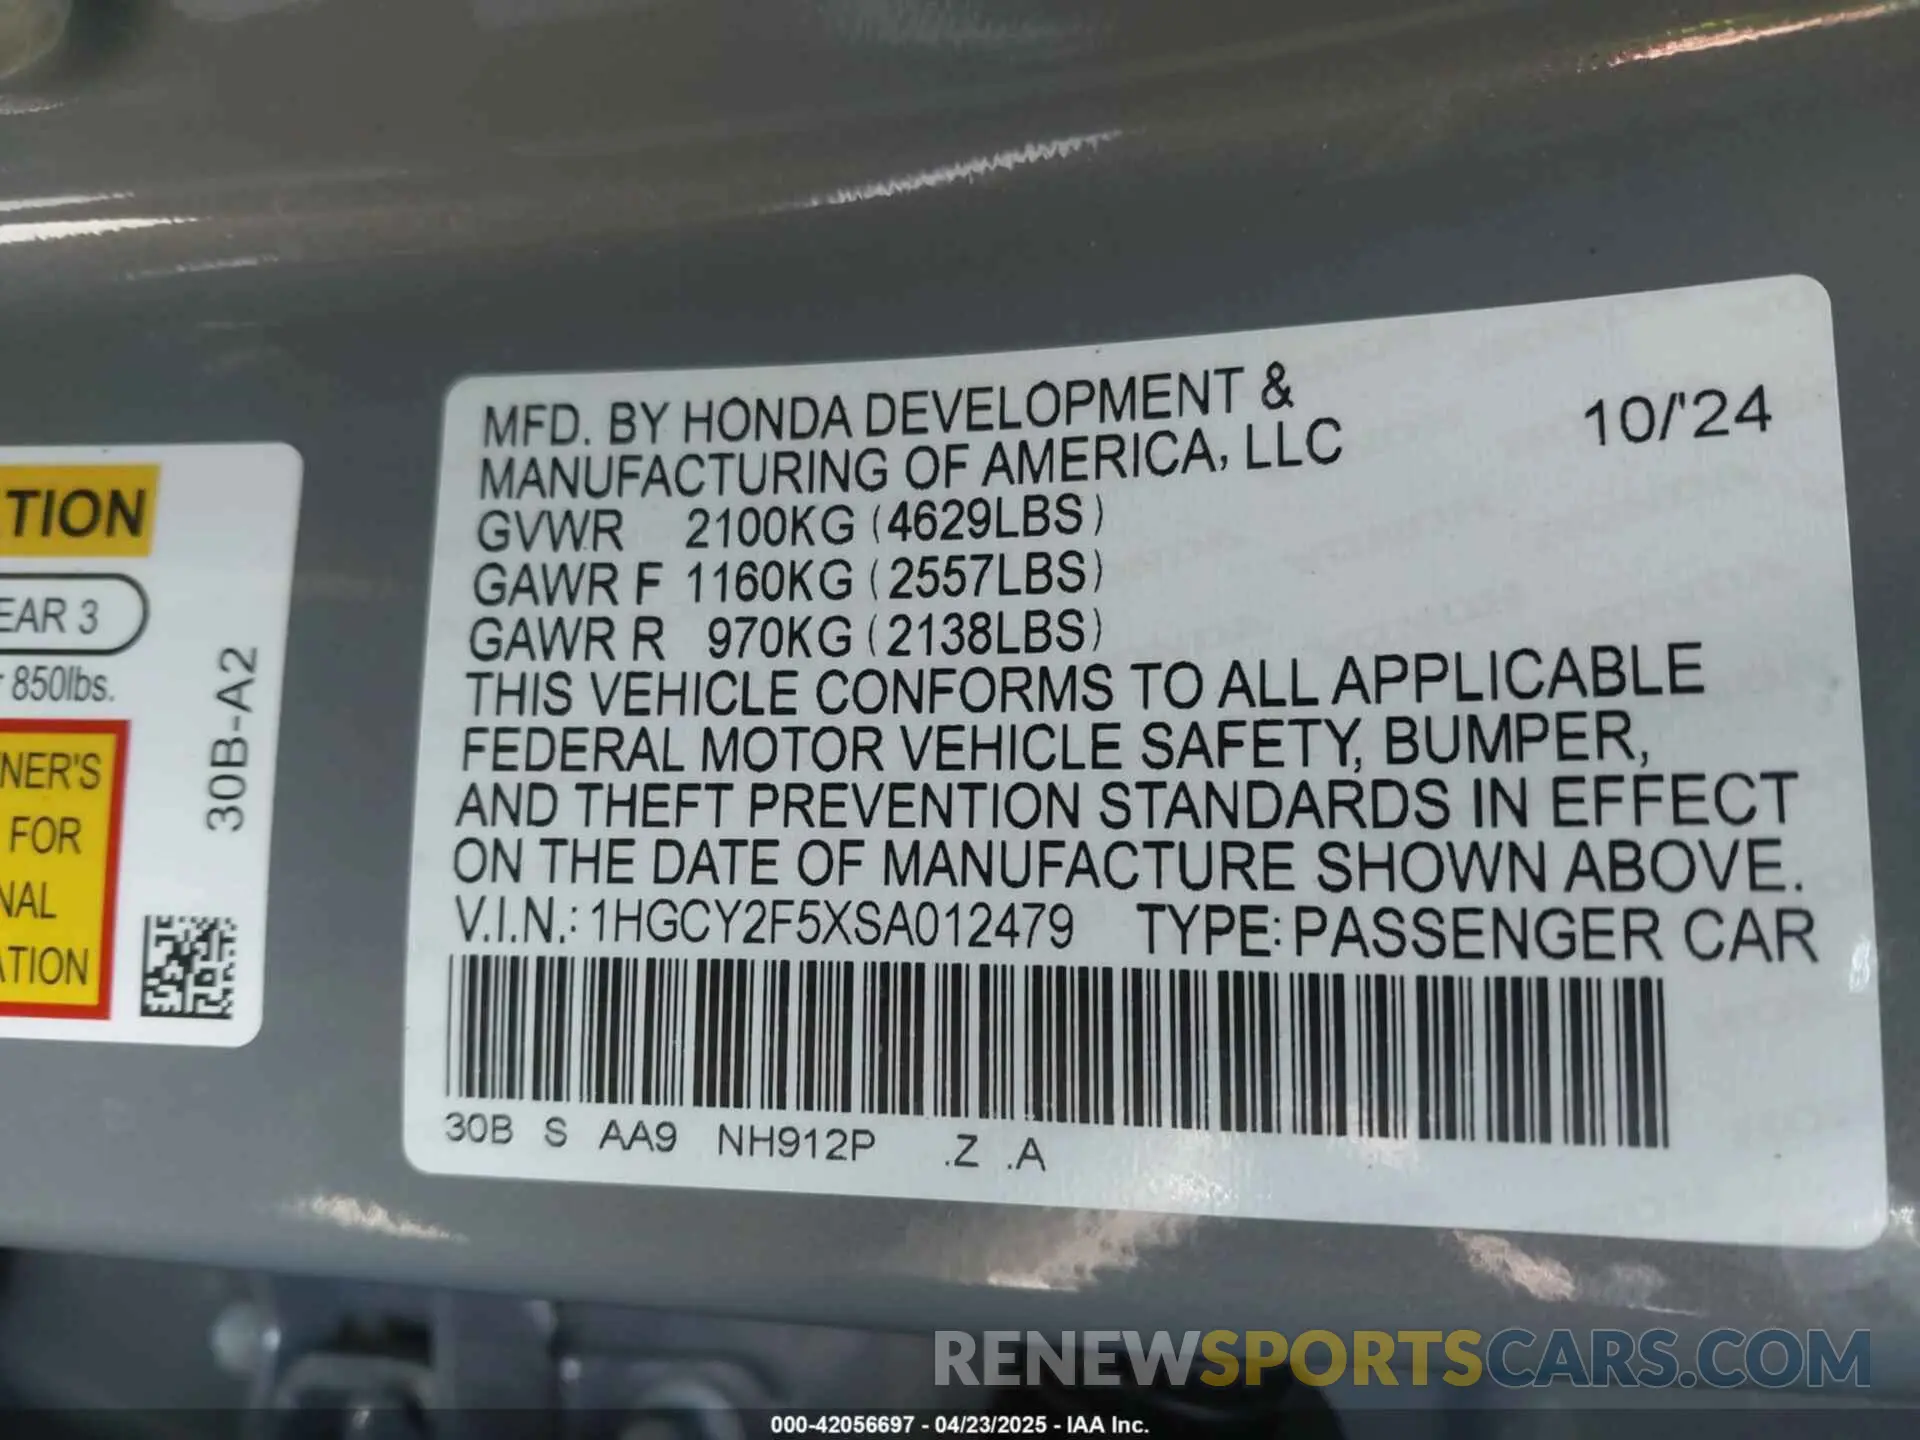 MFD. BY HONDA DEVELOPMENT &
MANUFACTURING OF AMERICA, LLC
10/'24
GVWR 2100KG (4629LBS)
GAWR F 1160KG (2557LBS)
GAWR R 970KG (2138LBS)
THIS VEHICLE CONFORMS TO ALL APPLICABLE
FEDERAL MOTOR VEHICLE SAFETY, BUMPER,
AND THEFT PREVENTION STANDARDS IN EFFECT
ON THE DATE OF MANUFACTURE SHOWN ABOVE.
V.I.N.: 1HGCY2F5XSA012479 TYPE: PASSENGER CAR
30B S AA9 NH912P .Z .A
TION
EAR 3
850lbs.
NER'S
FOR
NAL
ATION
30B-A2
RENEWSPORTSCARS.COM
000-42056697 - 04/23/2025 - IAA Inc.